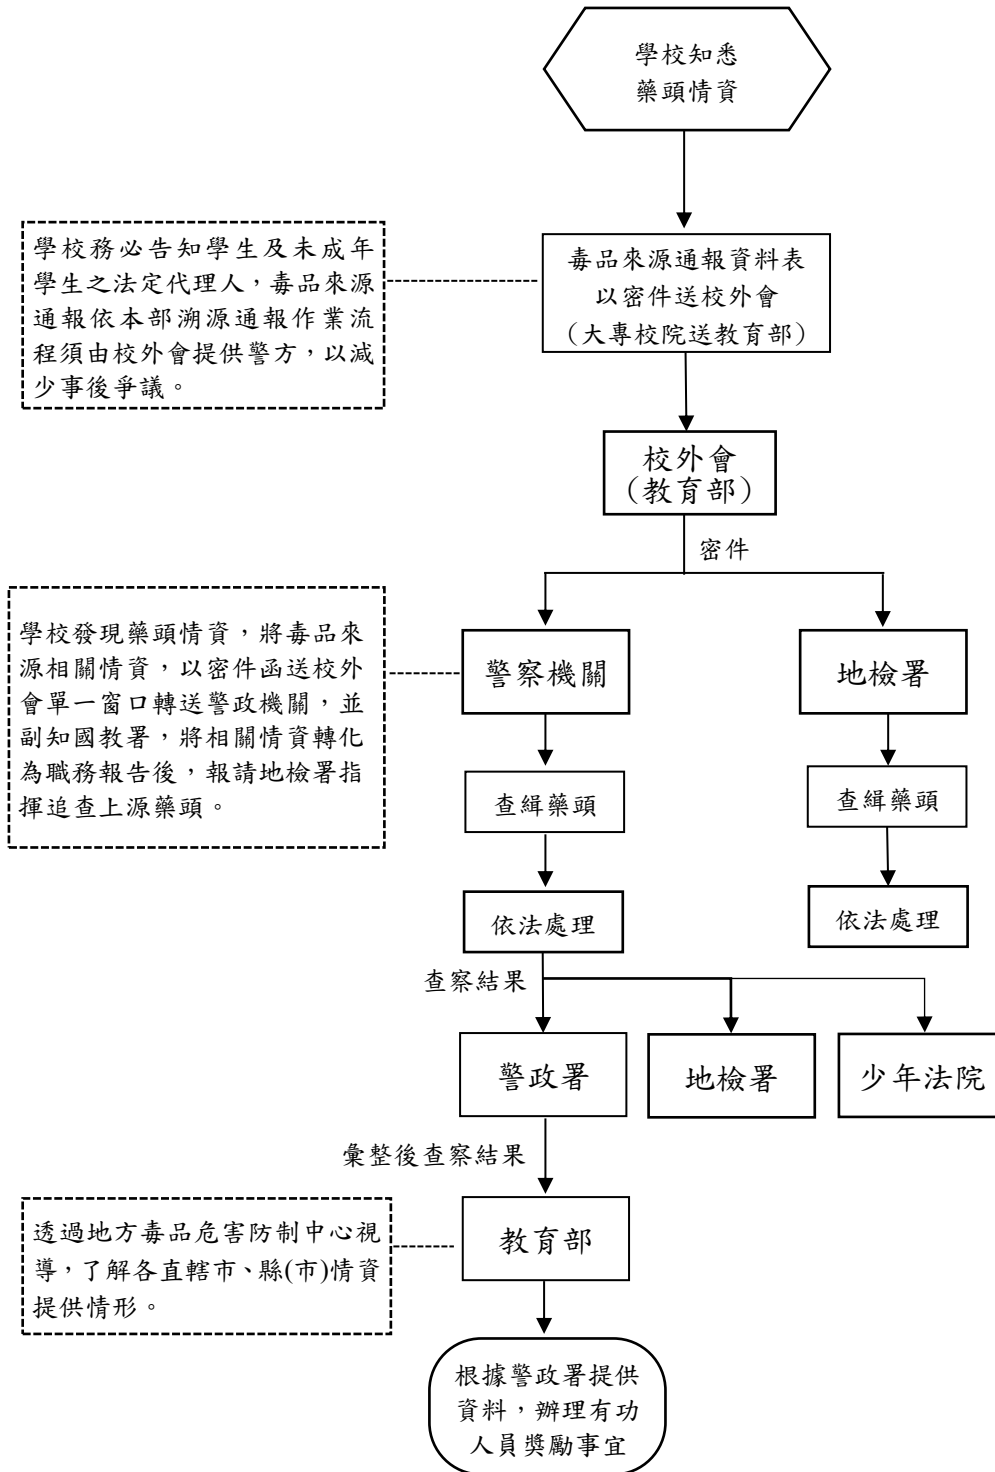 學校知悉
藥頭情資
學校務必告知學生及未成年
學生之法定代理人，毒品來源
通報依本部溯源通報作業流
程須由校外會提供警方，以減
少事後爭議。
毒品來源通報資料表
以密件送校外會
（大專校院送教育部）
校外會
（教育部）
密件
學校發現藥頭情資，將毒品來
源相關情資，以密件函送校外
會單一窗口轉送警政機關，並
副知國教署，將相關情資轉化
為職務報告後，報請地檢署指
揮追查上源藥頭。
警察機關
地檢署
查緝藥頭
查緝藥頭
依法處理
依法處理
查察結果
警政署
地檢署
少年法院
彙整後查察結果
透過地方毒品危害防制中心視
導，了解各直轄市、縣(市)情資
提供情形。
教育部
根據警政署提供
資料，辦理有功
人員獎勵事宜